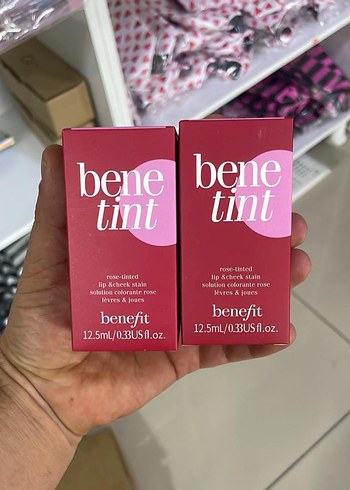 bene
tint
rose-tinted
lip & cheek stain
solution colorante rose
lèvres & joues
benefit
12.5mL/0.33US fl.oz.
bene
tint
rose-tinted
lip & cheek stain
solution colorante rose
lèvres & joues
benefit
12.5mL/0.33US fl.oz.